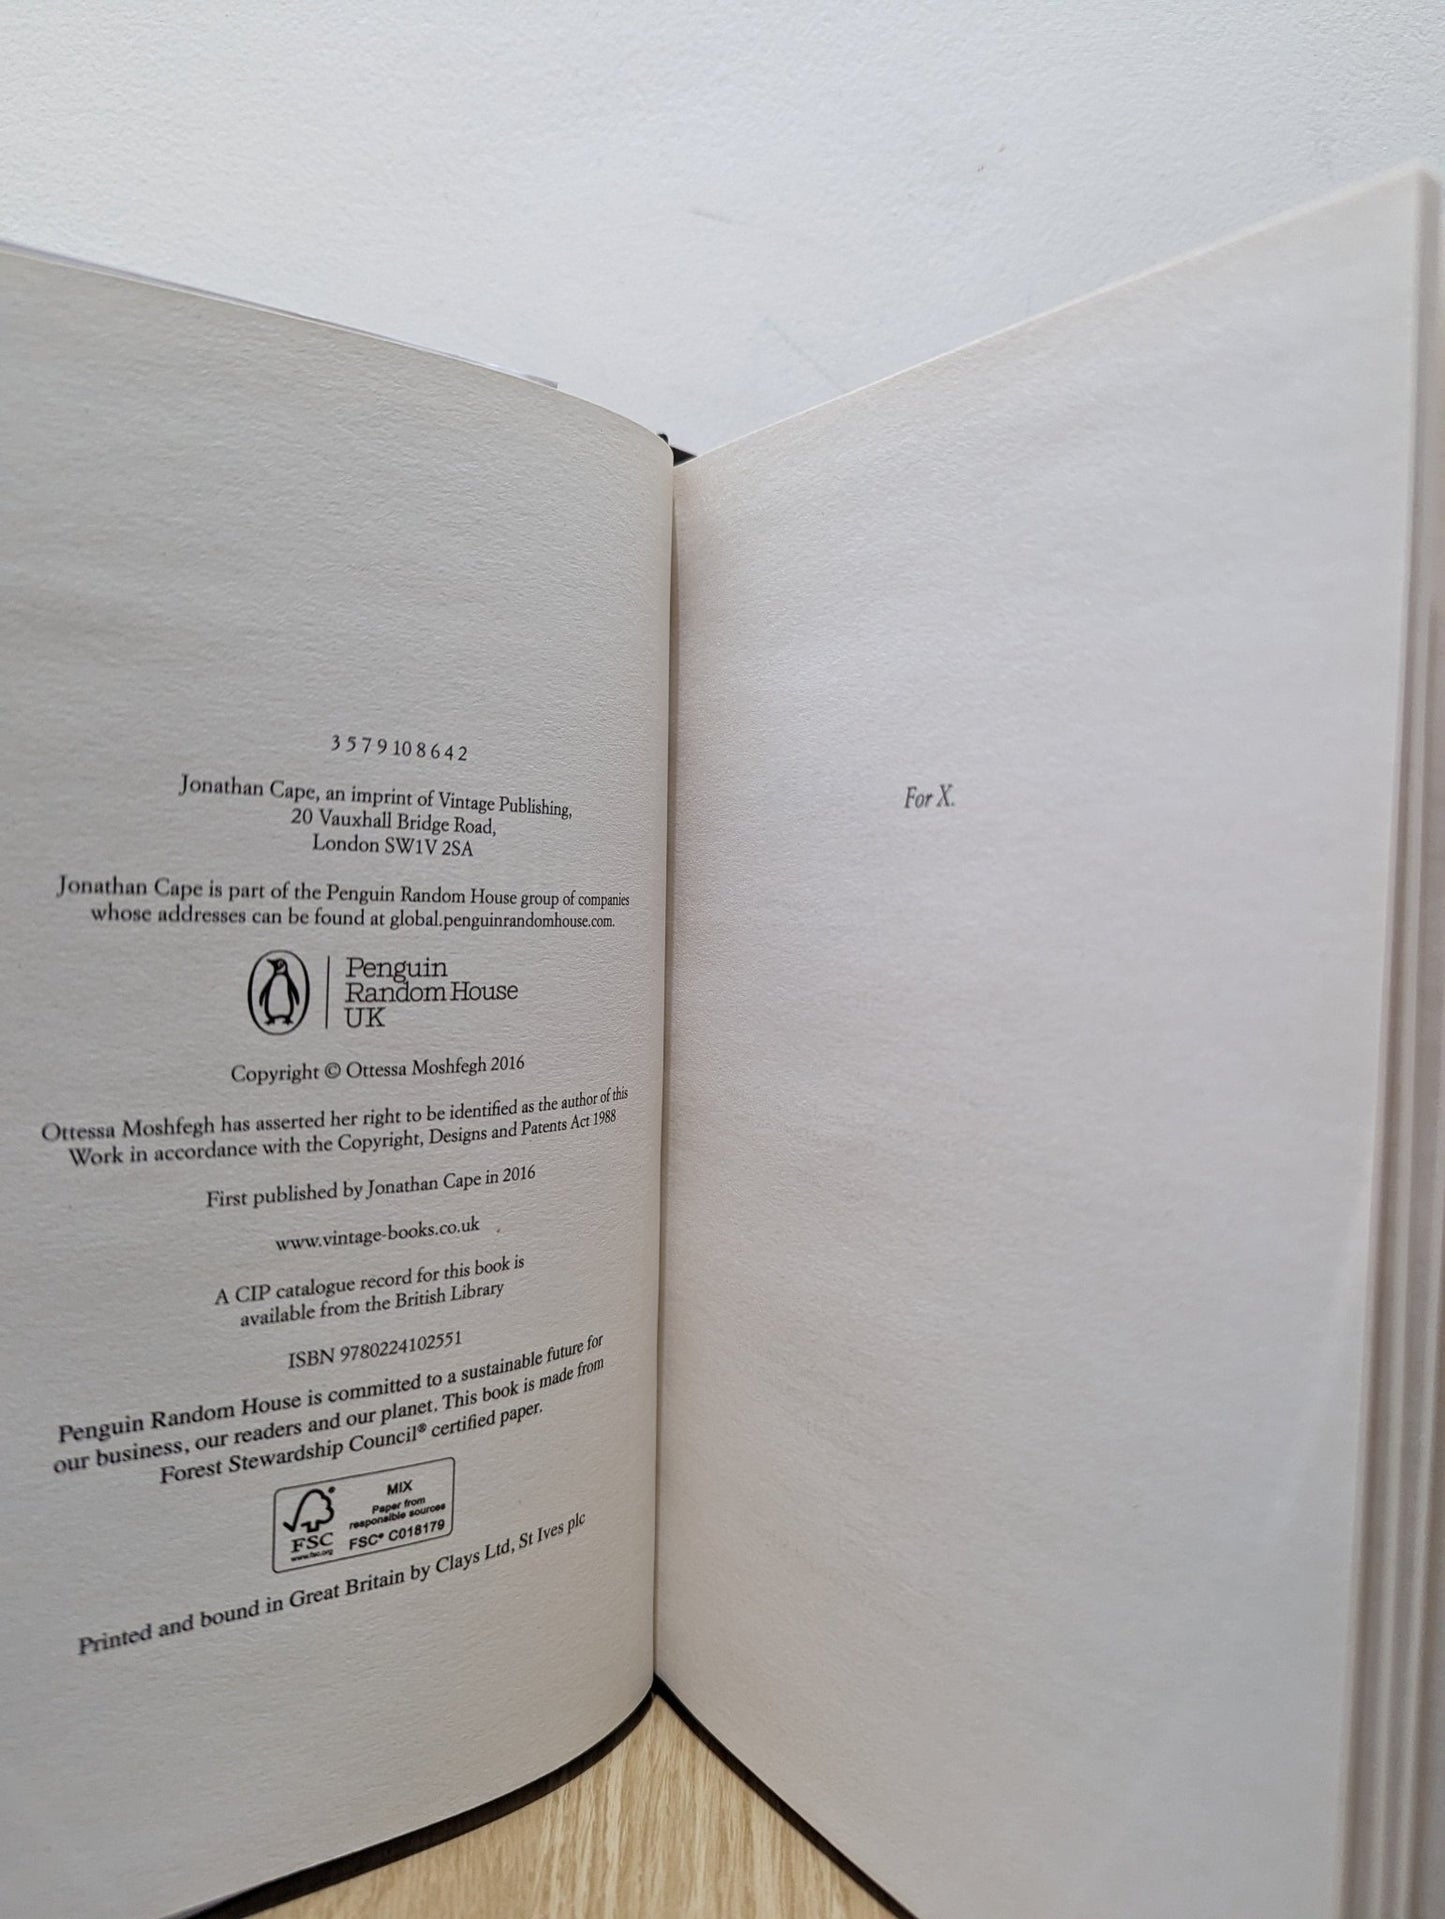 3 5 7 9 10 8 6 4 2
Jonathan Cape, an imprint of Vintage Publishing,
20 Vauxhall Bridge Road,
London SW1V 2SA
Jonathan Cape is part of the Penguin Random House group of companies
whose addresses can be found at global.penguinrandomhouse.com.
Penguin
Random House
UK
Copyright © Ottessa Moshfegh 2016
Ottessa Moshfegh has asserted her right to be identified as the author of this
Work in accordance with the Copyright, Designs and Patents Act 1988
First published by Jonathan Cape in 2016
www.vintage-books.co.uk
A CIP catalogue record for this book is
available from the British Library
ISBN 9780224102551
Penguin Random House is committed to a sustainable future for
our business, our readers and our planet. This book is made from
Forest Stewardship Council® certified paper.
MIX
Paper from
responsible sources
FSC® C018179
FSC
www.fsc.org
Printed and bound in Great Britain by Clays Ltd, St Ives plc
For X.